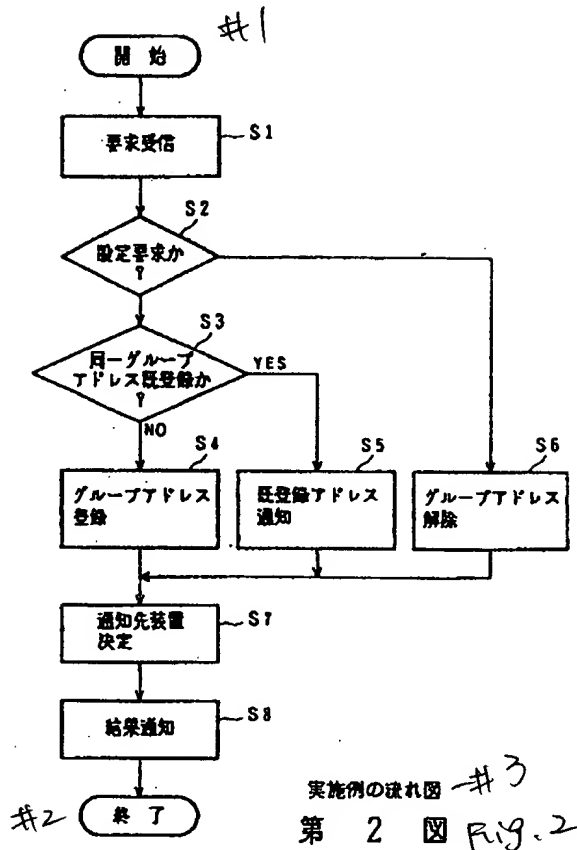 #1
開 始
要求受信
S1
S2
設定要求か
?
S3
同一グループ
アドレス既登録か
?
YES
NO
S4
グループアドレス
登録
S5
既登録アドレス
通知
S6
グループアドレス
解除
通知先装置
決定
S7
結果通知
S8
#2
終 了
実施例の流れ図
#3
第 2 図
Fig. 2